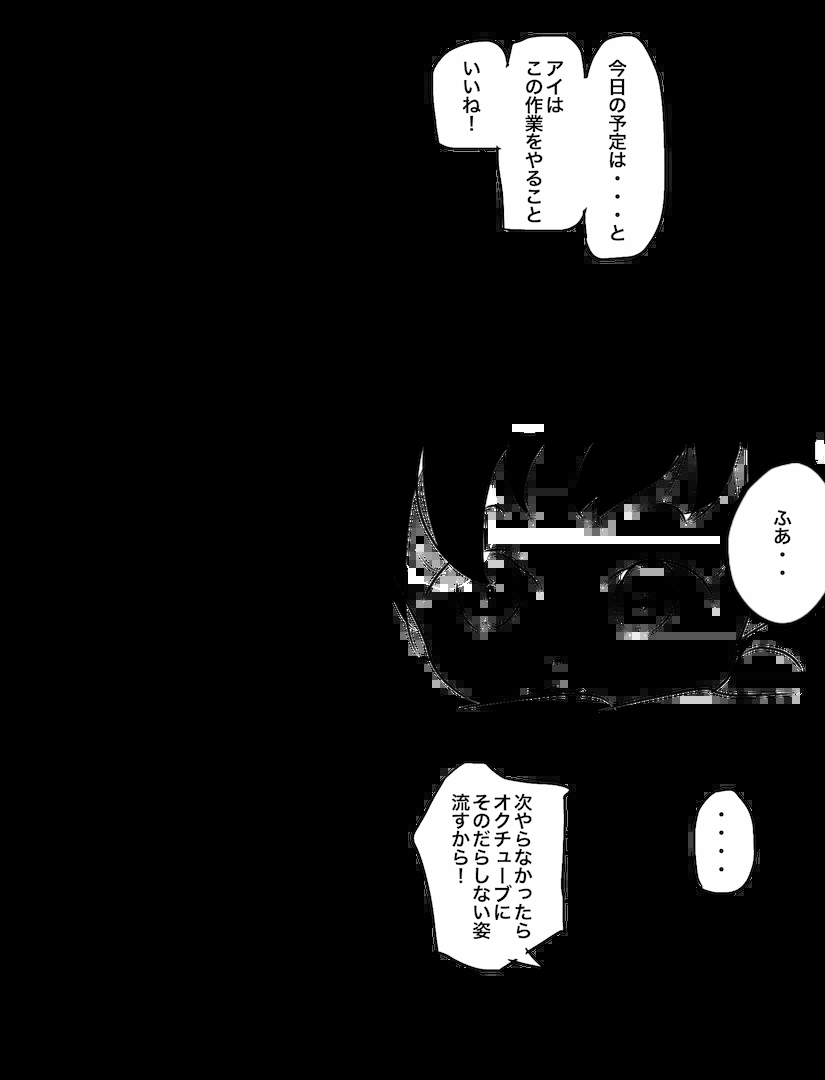 今日の予定は・・・と
アイは
この作業をやること
いいね！
ふあ・・
・・・・
次やらなかったら
オクチューブに
そのだらしない姿
流すから！